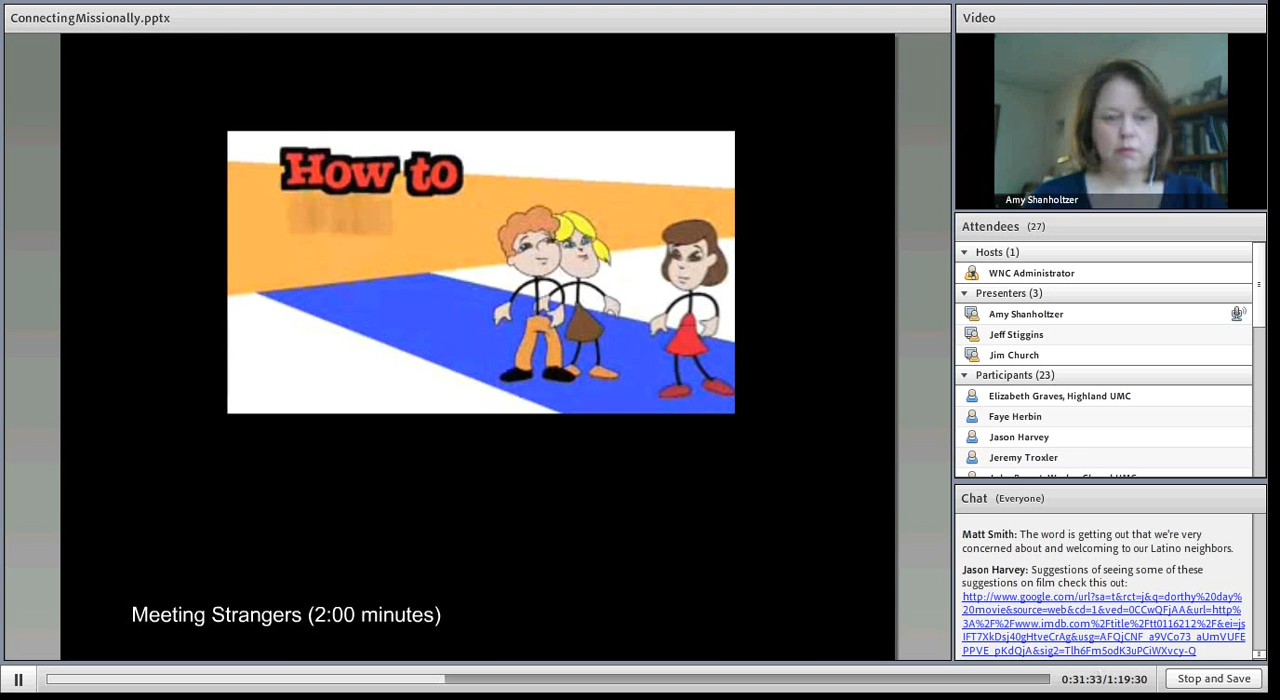 ConnectingMissionally.pptx
How to
Meeting Strangers (2:00 minutes)
Video
Amy Shanholtzer
Attendees (27)
Hosts (1)
WNC Administrator
Presenters (3)
Amy Shanholtzer
Jeff Stiggins
Jim Church
Participants (23)
Elizabeth Graves, Highland UMC
Faye Herbin
Jason Harvey
Jeremy Troxler
Chat (Everyone)
Matt Smith: The word is getting out that we're very
concerned about and welcoming to our Latino neighbors.
Jason Harvey: Suggestions of seeing some of these
suggestions on film check this out:
http://www.google.com/url?sa=t&rct=j&q=dorthy%20day%
20movie&source=web&cd=1&ved=0CCwQFjAA&url=http%
3A%2F%2Fwww.imdb.com%2Ftitle%2Ftt0116212%2F&ei=js
IFT7XkDsj40gHtveCrAg&usg=AFQjCNF_a9VCo73_aUmVUFE
PPVE_pKdQjA&sig2=Tlh6Fm5odK3uPCiWXvcy-Q
0:31:33/1:19:30
Stop and Save